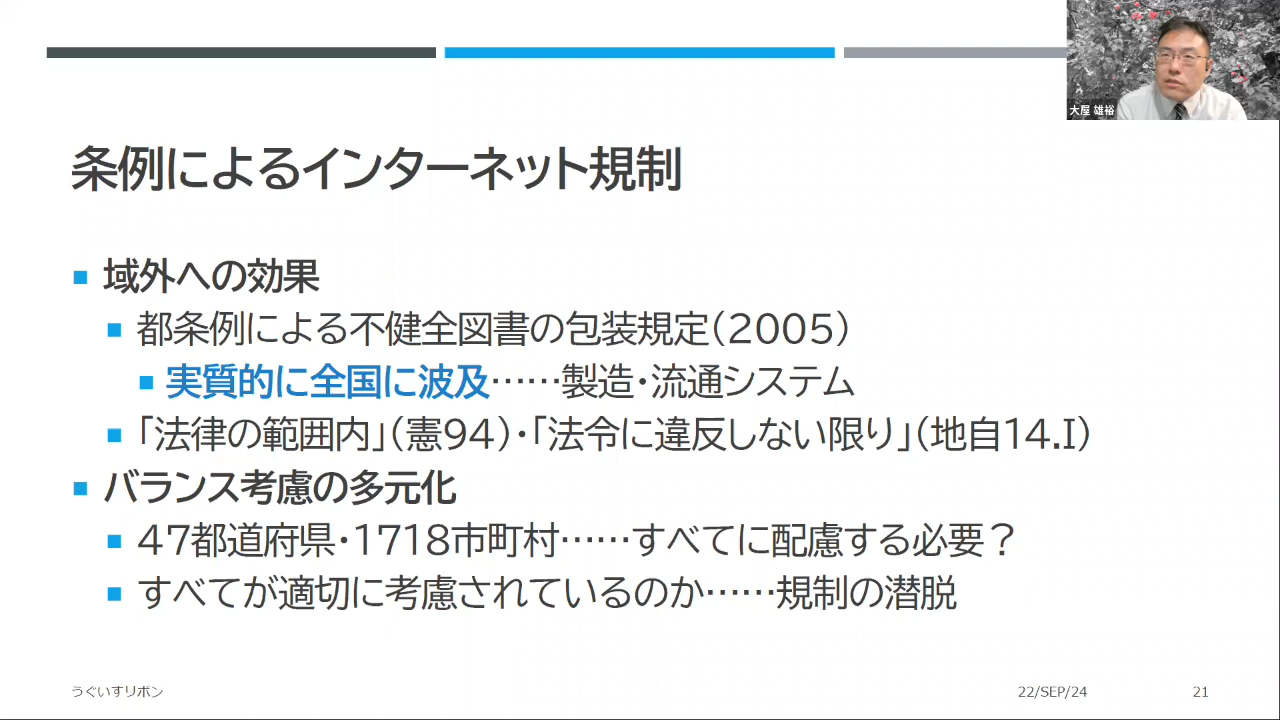 大屋 雄裕
条例によるインターネット規制
域外への効果
都条例による不健全図書の包装規定（2005）
実質的に全国に波及……製造・流通システム
「法律の範囲内」（憲94）・「法令に違反しない限り」（地自14.I）
バランス考慮の多元化
47都道府県・1718市町村……すべてに配慮する必要？
すべてが適切に考慮されているのか……規制の潜脱
うぐいすリボン
22/SEP/24
21